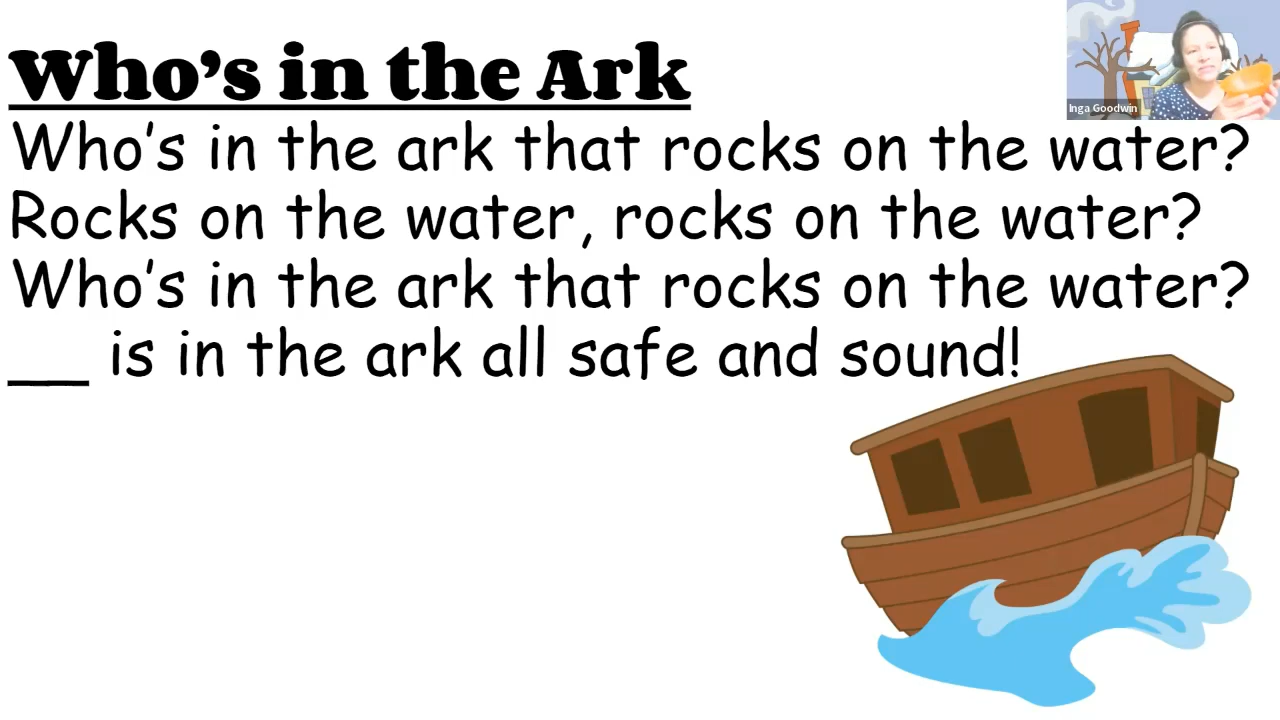 Who's in the Ark
Inga Goodwin
Who's in the ark that rocks on the water?
Rocks on the water, rocks on the water?
Who's in the ark that rocks on the water?
___ is in the ark all safe and sound!